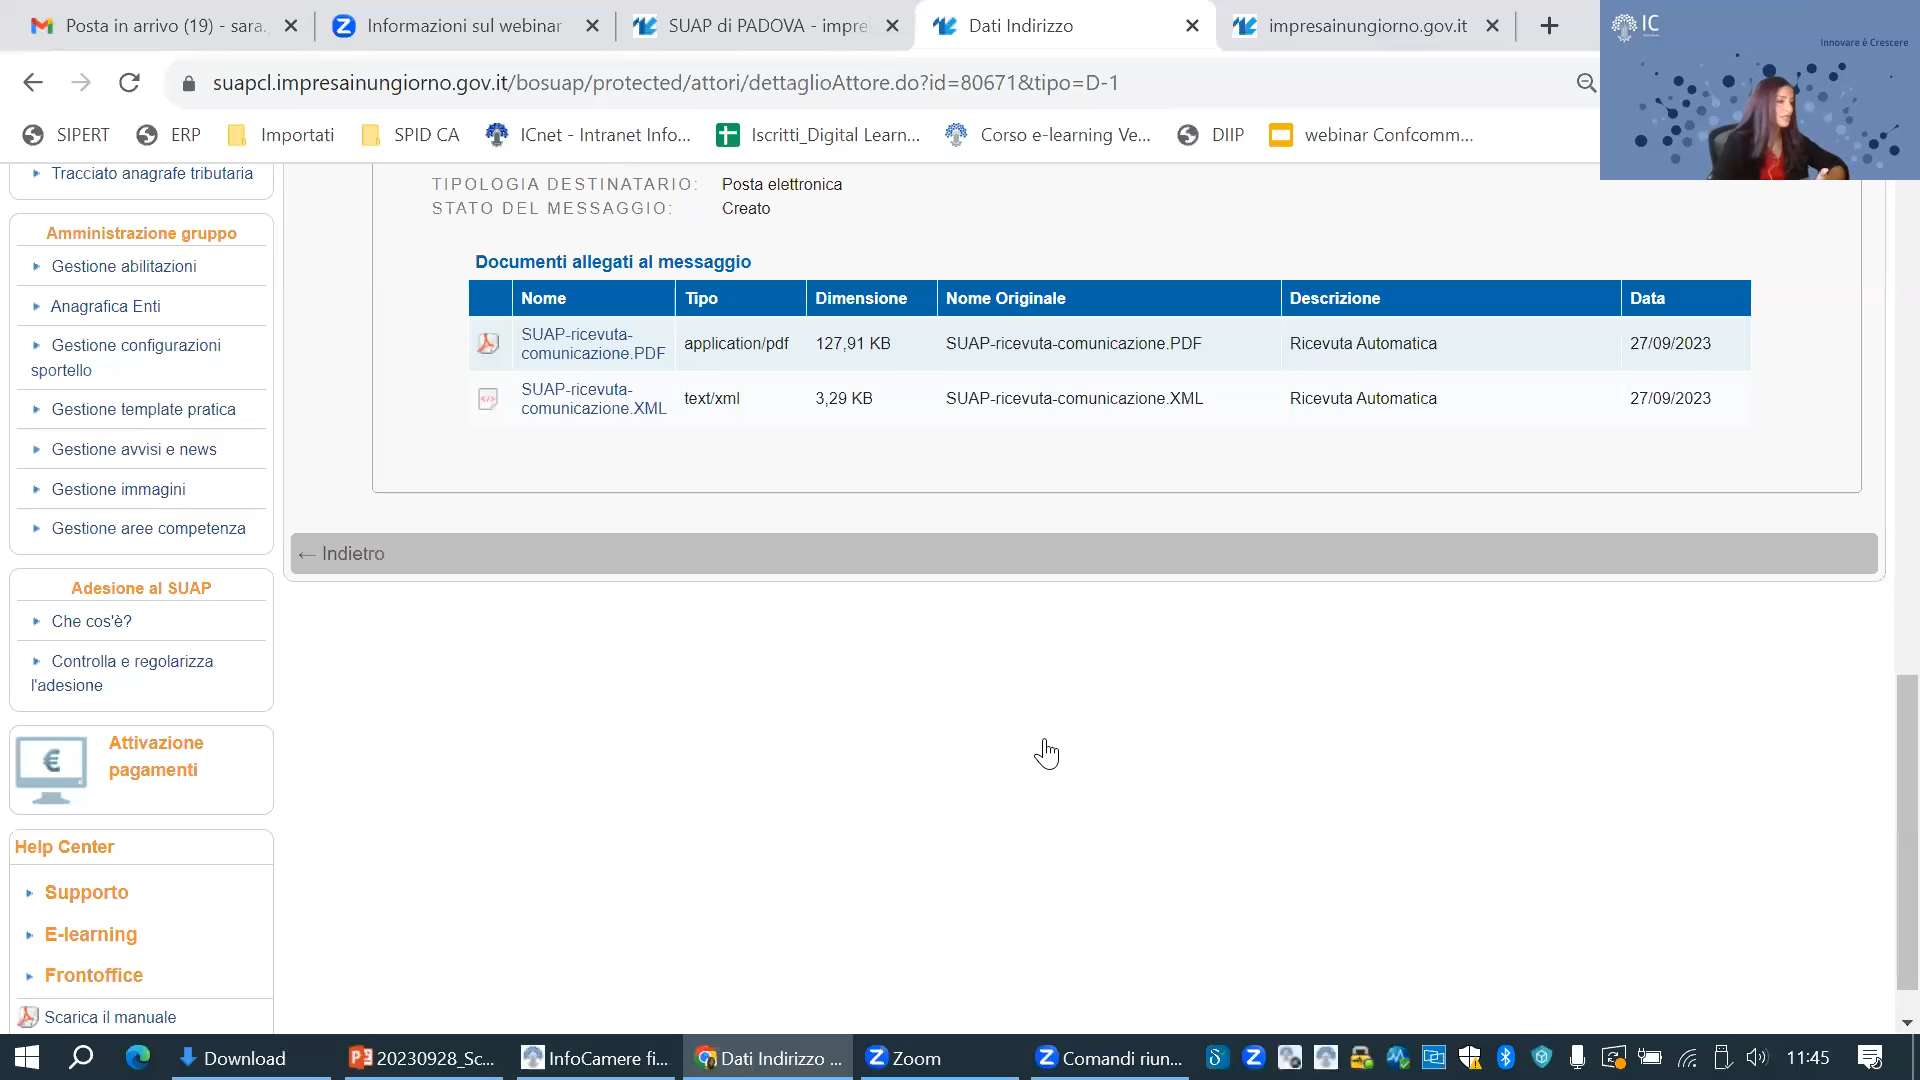 Posta in arrivo (19) - sara.
Informazioni sul webinar
SUAP di PADOVA - impre
Dati Indirizzo
impresainungiorno.gov.it
IC
Innovare è Crescere
suapcl.impresainungiorno.gov.it/bosuap/protected/attori/dettaglioAttore.do?id=80671&tipo=D-1
SIPERT
ERP
Importati
SPID CA
ICnet - Intranet Info...
Iscritti_Digital Learn...
Corso e-learning Ve...
DIIP
webinar Confcomm...
Tracciato anagrafe tributaria
Amministrazione gruppo
Gestione abilitazioni
Anagrafica Enti
Gestione configurazioni
sportello
Gestione template pratica
Gestione avvisi e news
Gestione immagini
Gestione aree competenza
Adesione al SUAP
Che cos'è?
Controlla e regolarizza
l'adesione
€
Attivazione
pagamenti
Help Center
Supporto
E-learning
Frontoffice
Scarica il manuale
TIPOLOGIA DESTINATARIO: Posta elettronica
STATO DEL MESSAGGIO: Creato
Documenti allegati al messaggio
Nome Tipo Dimensione Nome Originale Descrizione Data
SUAP-ricevuta-
comunicazione.PDF application/pdf 127,91 KB SUAP-ricevuta-comunicazione.PDF Ricevuta Automatica 27/09/2023
SUAP-ricevuta-
comunicazione.XML text/xml 3,29 KB SUAP-ricevuta-comunicazione.XML Ricevuta Automatica 27/09/2023
← Indietro
Download
20230928_Sc...
InfoCamere fi...
Dati Indirizzo ...
Zoom
Comandi riun...
11:45